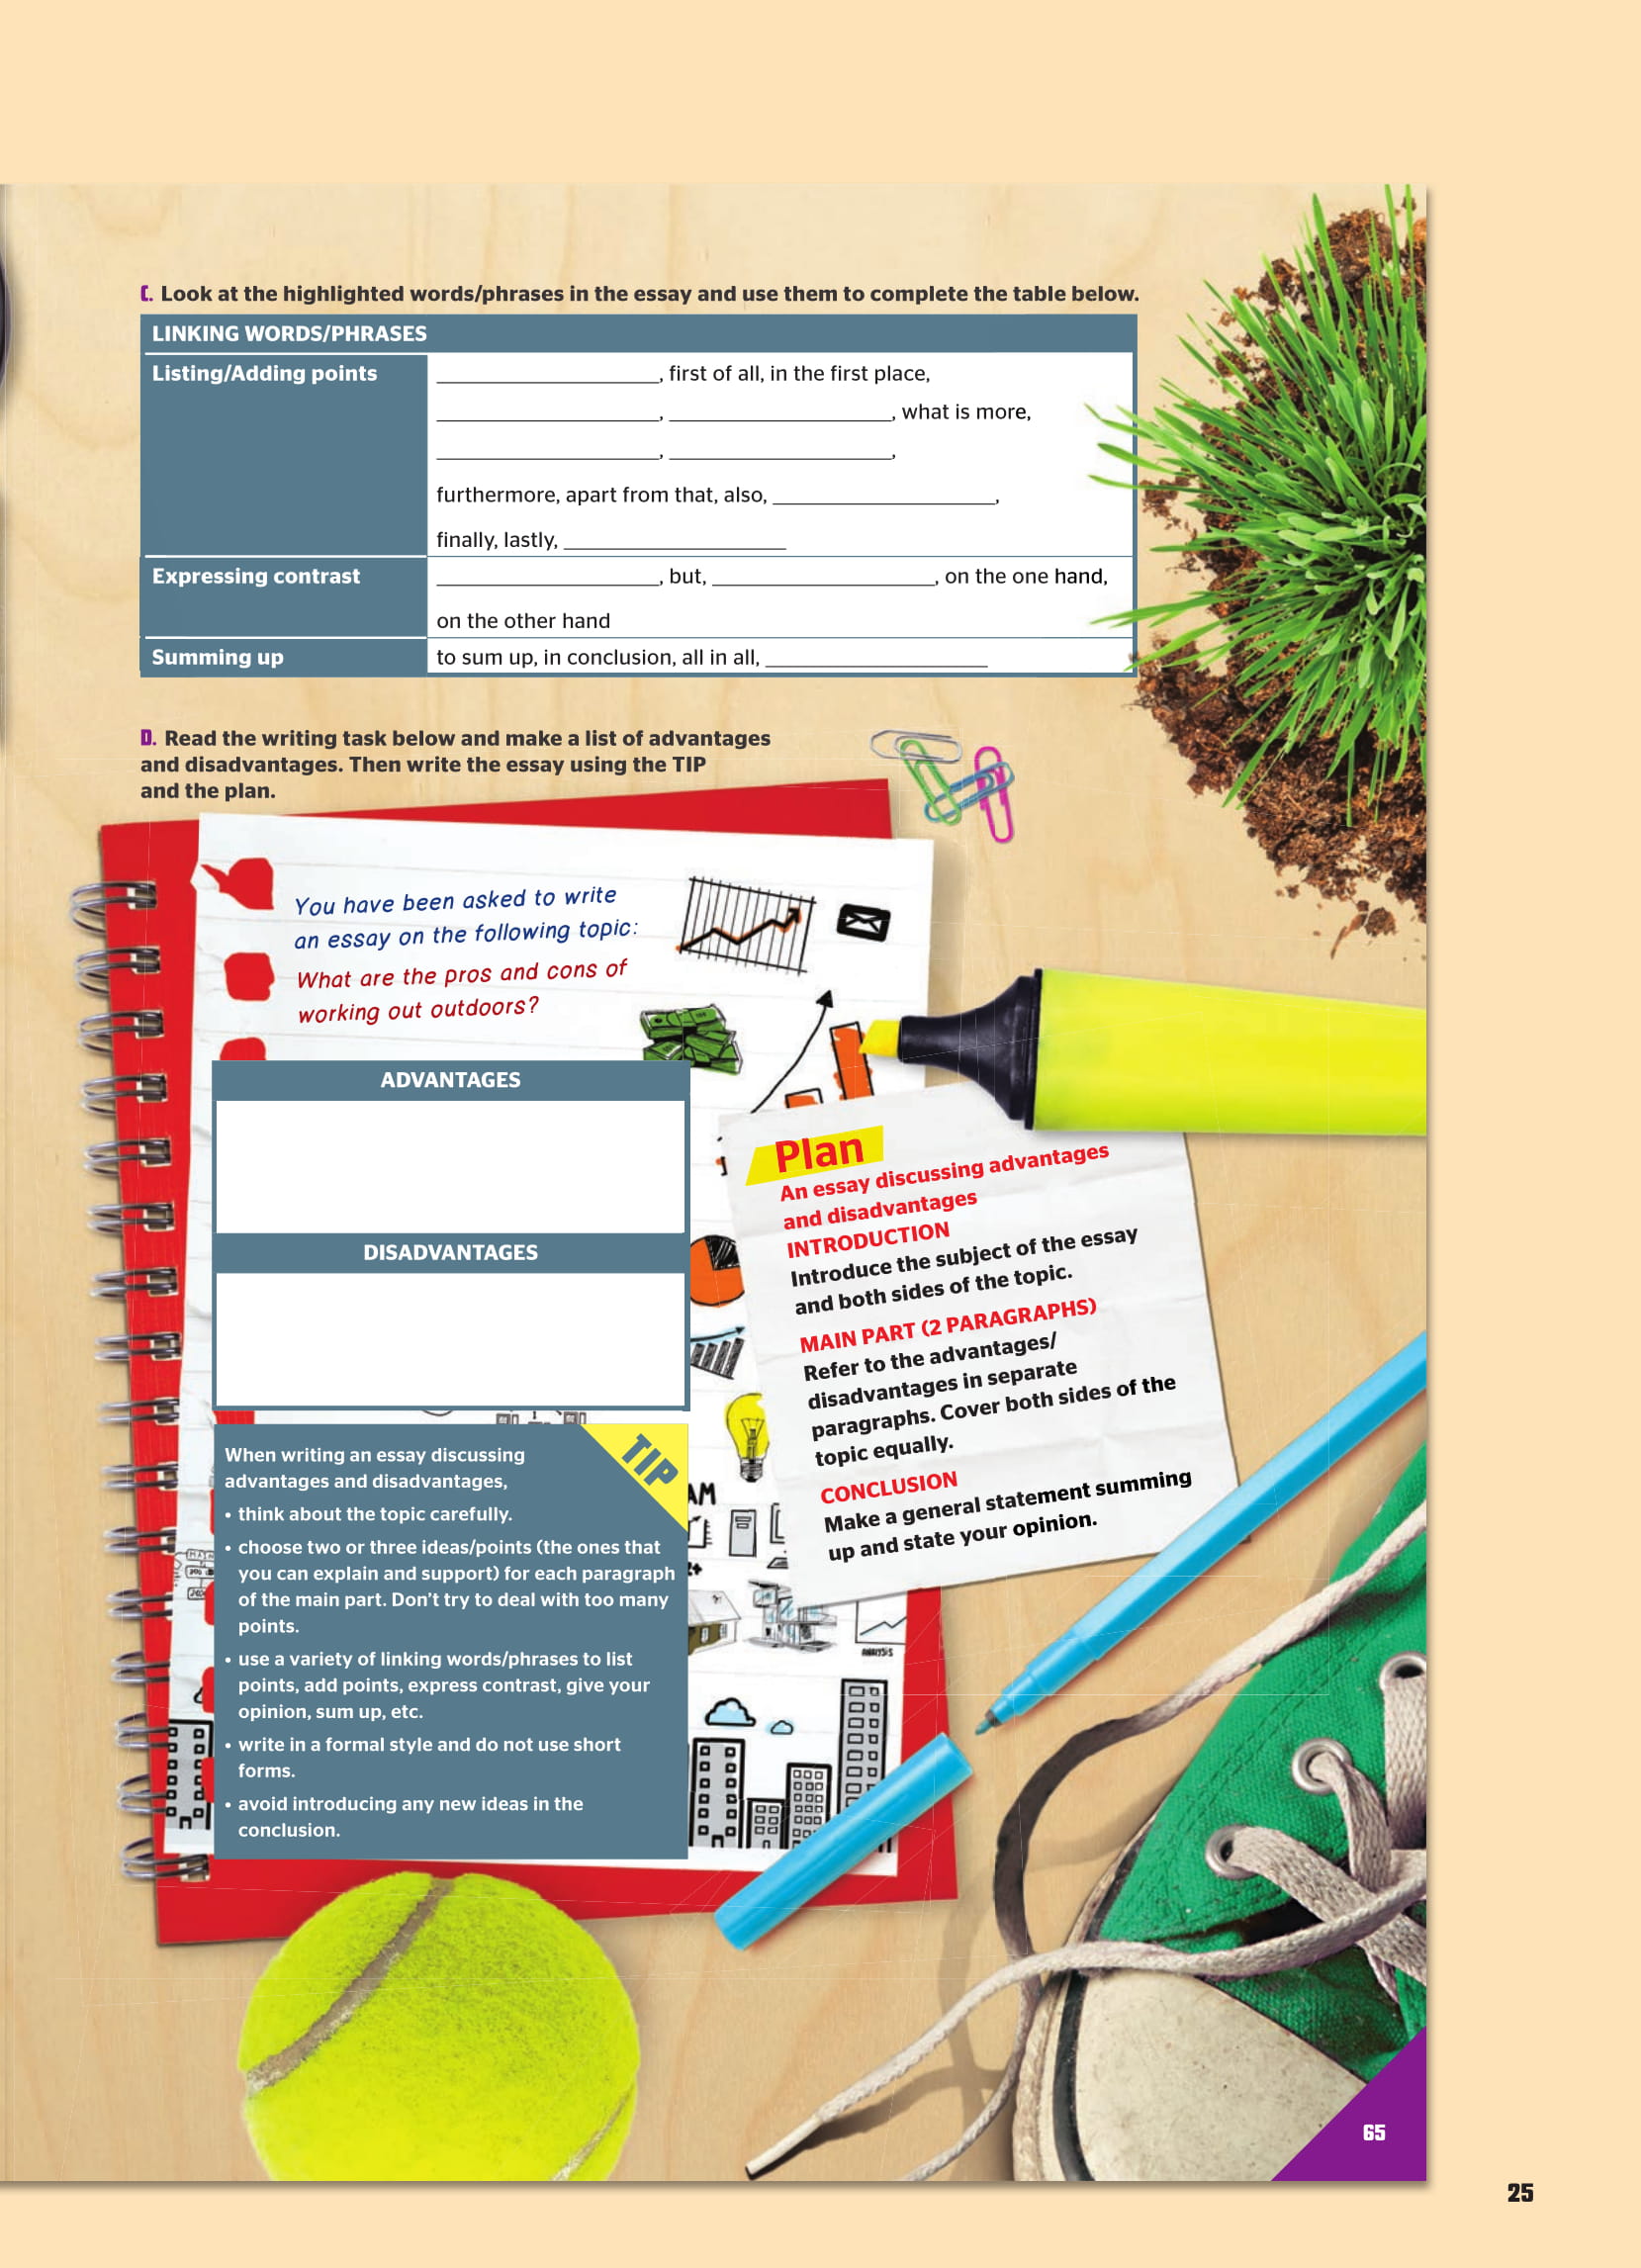 C. Look at the highlighted words/phrases in the essay and use them to complete the table below.
LINKING WORDS/PHRASES
Listing/Adding points
____________________, first of all, in the first place,
____________________, ____________________, what is more,
____________________, ____________________,
furthermore, apart from that, also, ____________________,
finally, lastly, ____________________
Expressing contrast
____________________, but, ____________________, on the one hand,
on the other hand
Summing up
to sum up, in conclusion, all in all, ____________________
D. Read the writing task below and make a list of advantages
and disadvantages. Then write the essay using the TIP
and the plan.
You have been asked to write
an essay on the following topic:
What are the pros and cons of
working out outdoors?
ADVANTAGES
DISADVANTAGES
TIP
When writing an essay discussing
advantages and disadvantages,
• think about the topic carefully.
• choose two or three ideas/points (the ones that
you can explain and support) for each paragraph
of the main part. Don't try to deal with too many
points.
• use a variety of linking words/phrases to list
points, add points, express contrast, give your
opinion, sum up, etc.
• write in a formal style and do not use short
forms.
• avoid introducing any new ideas in the
conclusion.
Plan
An essay discussing advantages
and disadvantages
INTRODUCTION
Introduce the subject of the essay
and both sides of the topic.
MAIN PART (2 PARAGRAPHS)
Refer to the advantages/
disadvantages in separate
paragraphs. Cover both sides of the
topic equally.
CONCLUSION
Make a general statement summing
up and state your opinion.
ANALYSIS
65
25